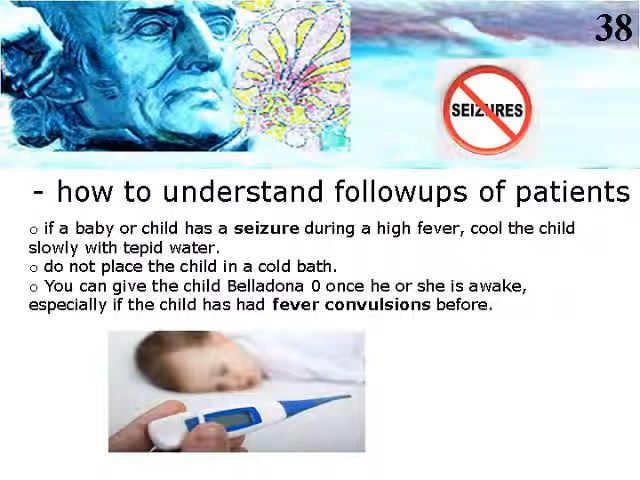 38
SEIZURES
- how to understand followups of patients
o if a baby or child has a seizure during a high fever, cool the child
slowly with tepid water.
o do not place the child in a cold bath.
o You can give the child Belladona 0 once he or she is awake,
especially if the child has had fever convulsions before.